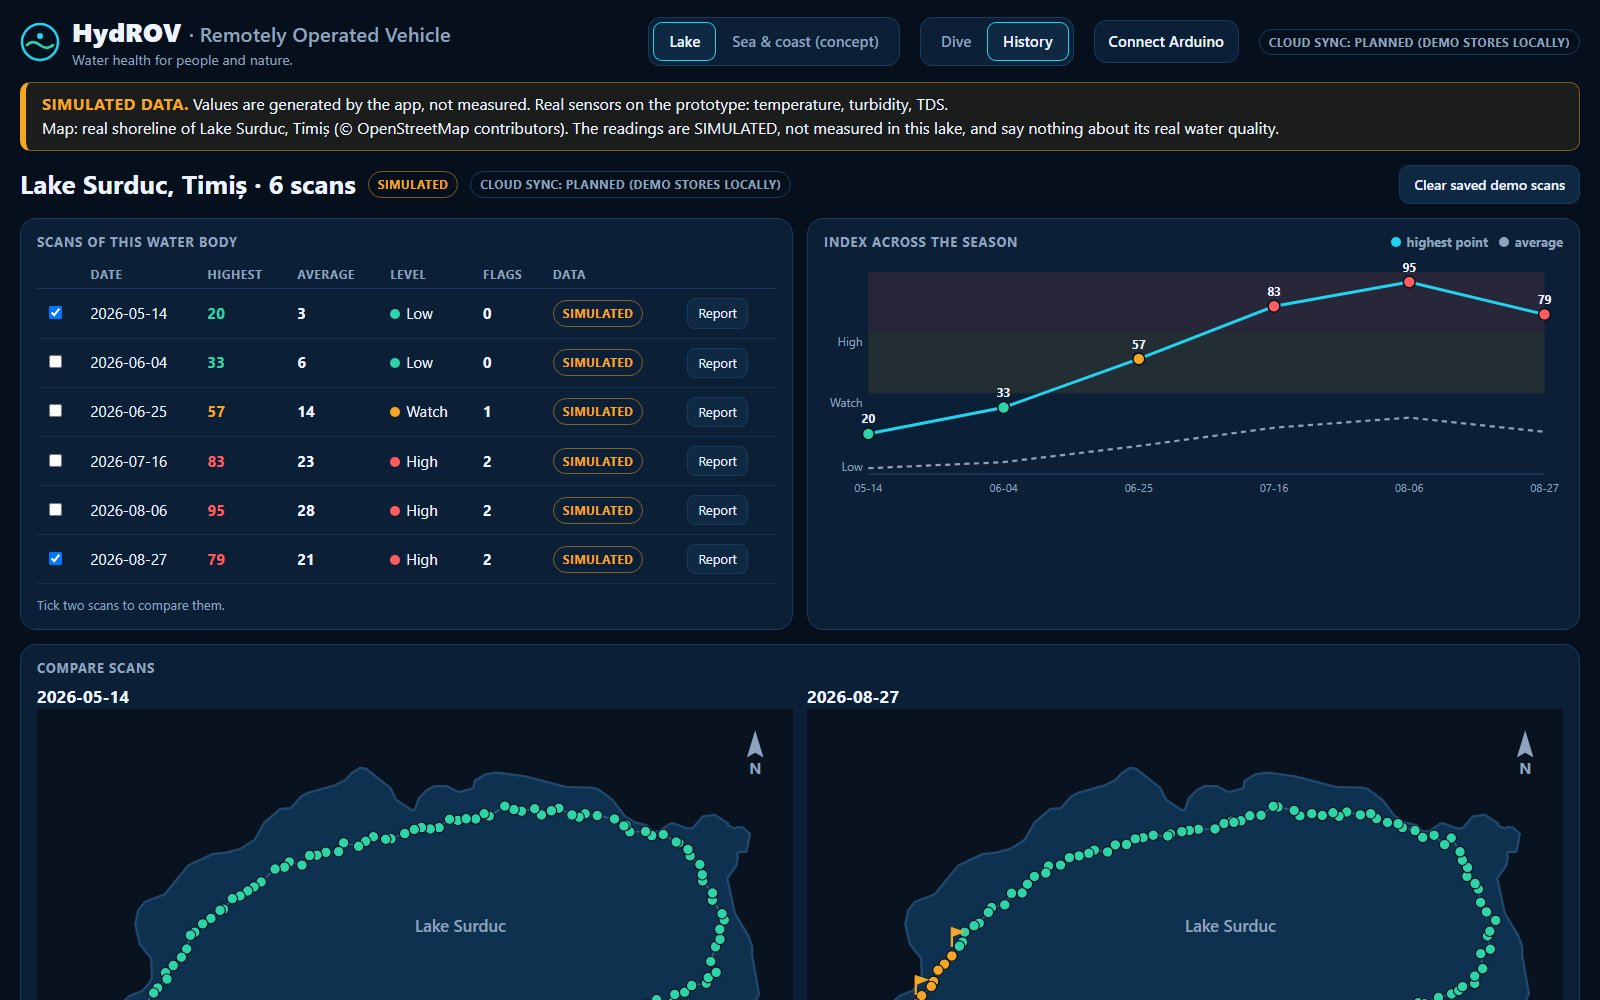 HydROV · Remotely Operated Vehicle
Water health for people and nature.
Lake
Sea & coast (concept)
Dive
History
Connect Arduino
CLOUD SYNC: PLANNED (DEMO STORES LOCALLY)
SIMULATED DATA. Values are generated by the app, not measured. Real sensors on the prototype: temperature, turbidity, TDS.
Map: real shoreline of Lake Surduc, Timiș (© OpenStreetMap contributors). The readings are SIMULATED, not measured in this lake, and say nothing about its real water quality.
Lake Surduc, Timiș · 6 scans
SIMULATED
CLOUD SYNC: PLANNED (DEMO STORES LOCALLY)
Clear saved demo scans
SCANS OF THIS WATER BODY
DATE HIGHEST AVERAGE LEVEL FLAGS DATA
2026-05-14 20 3 Low 0 SIMULATED Report
2026-06-04 33 6 Low 0 SIMULATED Report
2026-06-25 57 14 Watch 1 SIMULATED Report
2026-07-16 83 23 High 2 SIMULATED Report
2026-08-06 95 28 High 2 SIMULATED Report
2026-08-27 79 21 High 2 SIMULATED Report
Tick two scans to compare them.
INDEX ACROSS THE SEASON
highest point
average
95
83
79
High
57
Watch
33
20
Low
05-14 06-04 06-25 07-16 08-06 08-27
COMPARE SCANS
2026-05-14
N
Lake Surduc
2026-08-27
N
Lake Surduc